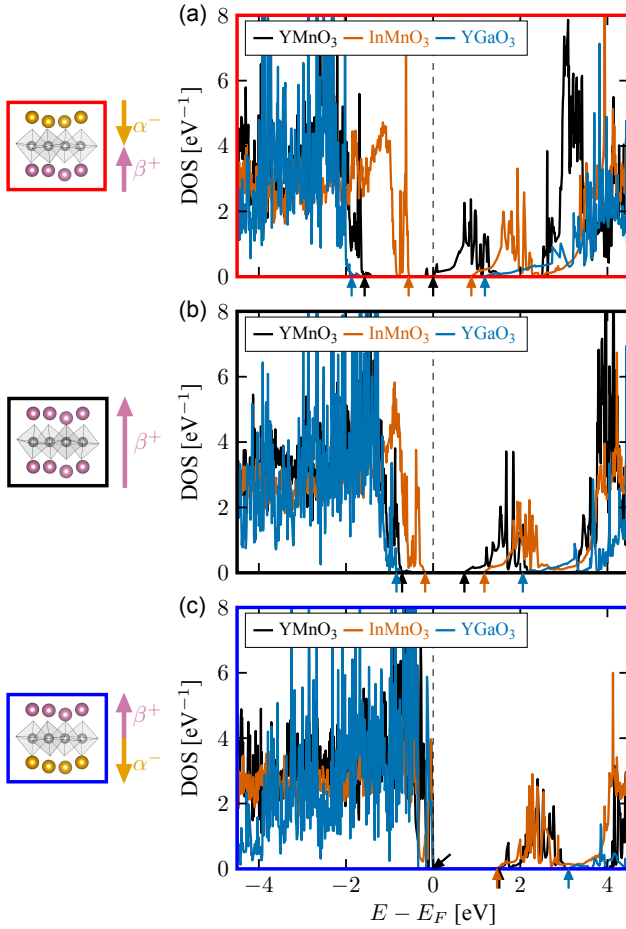 (a)
YMnO₃ InMnO₃ YGaO₃
DOS [eV⁻¹]
8
6
4
2
0
α⁻
β⁺
(b)
YMnO₃ InMnO₃ YGaO₃
DOS [eV⁻¹]
8
6
4
2
0
β⁺
(c)
YMnO₃ InMnO₃ YGaO₃
DOS [eV⁻¹]
8
6
4
2
0
β⁺
α⁻
−4 −2 0 2 4
E − E_F [eV]